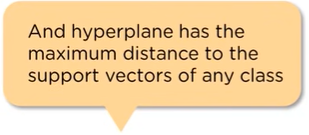 And hyperplane has the
maximum distance to the
support vectors of any class